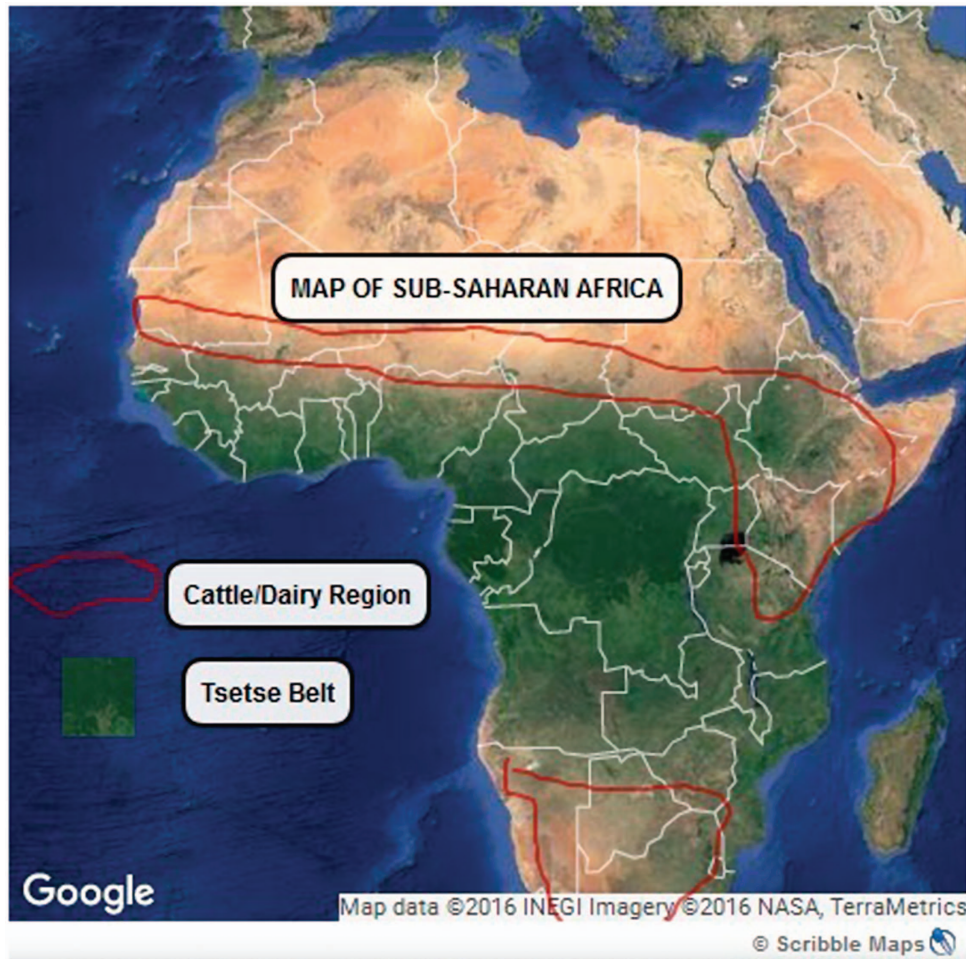 MAP OF SUB-SAHARAN AFRICA
Cattle/Dairy Region
Tsetse Belt
Google
Map data ©2016 INEGI Imagery ©2016 NASA, TerraMetrics
© Scribble Maps